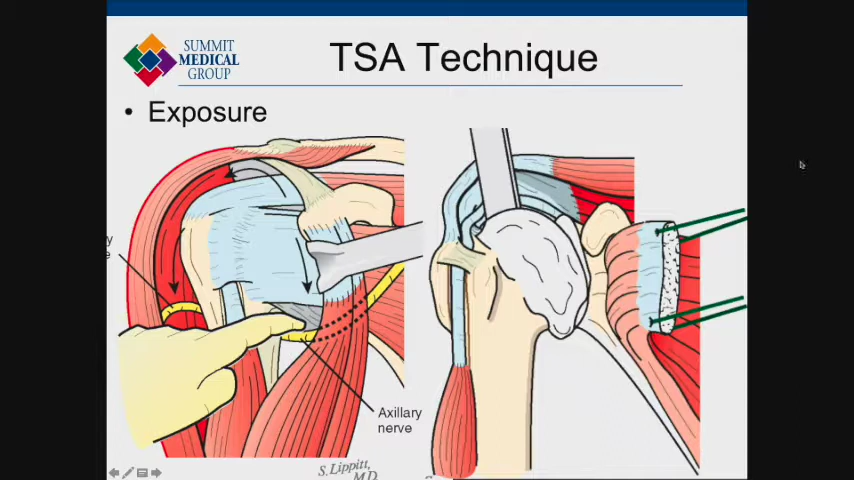 SUMMIT
MEDICAL
GROUP
TSA Technique
• Exposure
Axillary
nerve
S. Lippitt,
M.D.